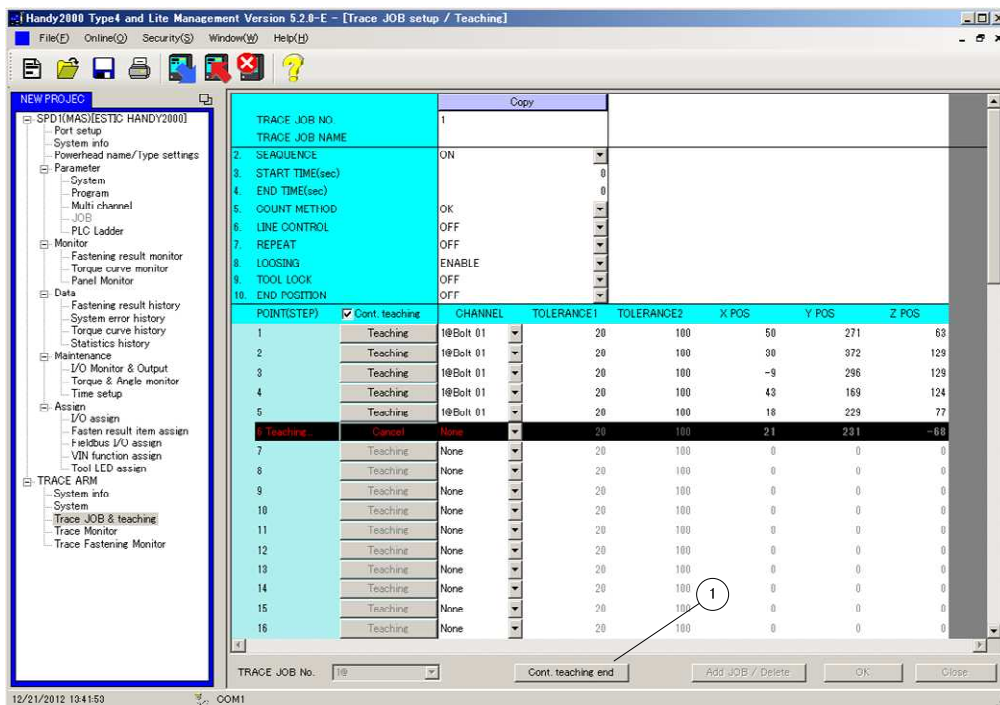 Handy2000 Type4 and Lite Management Version 5.2.0-E - [Trace JOB setup / Teaching]
File(F) Online(O) Security(S) Window(W) Help(H)
NEW PROJEC
SPD1(MAS)[ESTIC HANDY2000]
Port setup
System info
Powerhead name/Type settings
Parameter
System
Program
Multi channel
JOB
PLC Ladder
Monitor
Fastening result monitor
Torque curve monitor
Panel Monitor
Data
Fastening result history
System error history
Torque curve history
Statistics history
Maintenance
I/O Monitor & Output
Torque & Angle monitor
Time setup
Assign
I/O assign
Fasten result item assign
Fieldbus I/O assign
VIN function assign
Tool LED assign
TRACE ARM
System info
System
Trace JOB & teaching
Trace Monitor
Trace Fastening Monitor
Copy
TRACE JOB NO. 1
TRACE JOB NAME
2. SEAQUENCE ON
3. START TIME(sec) 0
4. END TIME(sec) 0
5. COUNT METHOD OK
6. LINE CONTROL OFF
7. REPEAT OFF
8. LOOSING ENABLE
9. TOOL LOCK OFF
10. END POSITION OFF
POINT(STEP) Cont. teaching CHANNEL TOLERANCE1 TOLERANCE2 X POS Y POS Z POS
1 Teaching 1@Bolt 01 20 100 50 271 63
2 Teaching 1@Bolt 01 20 100 30 372 129
3 Teaching 1@Bolt 01 20 100 -9 296 129
4 Teaching 1@Bolt 01 20 100 43 169 124
5 Teaching 1@Bolt 01 20 100 18 229 77
6 Teaching... Cancel None 20 100 21 231 -68
7 Teaching None 20 100 0 0 0
8 Teaching None 20 100 0 0 0
9 Teaching None 20 100 0 0 0
10 Teaching None 20 100 0 0 0
11 Teaching None 20 100 0 0 0
12 Teaching None 20 100 0 0 0
13 Teaching None 20 100 0 0 0
14 Teaching None 20 100 0 0 0
15 Teaching None 20 100 0 0 0
16 Teaching None 20 100 0 0 0
1
TRACE JOB No. 1@ Cont. teaching end Add JOB / Delete OK Close
12/21/2012 13:41:53 COM1